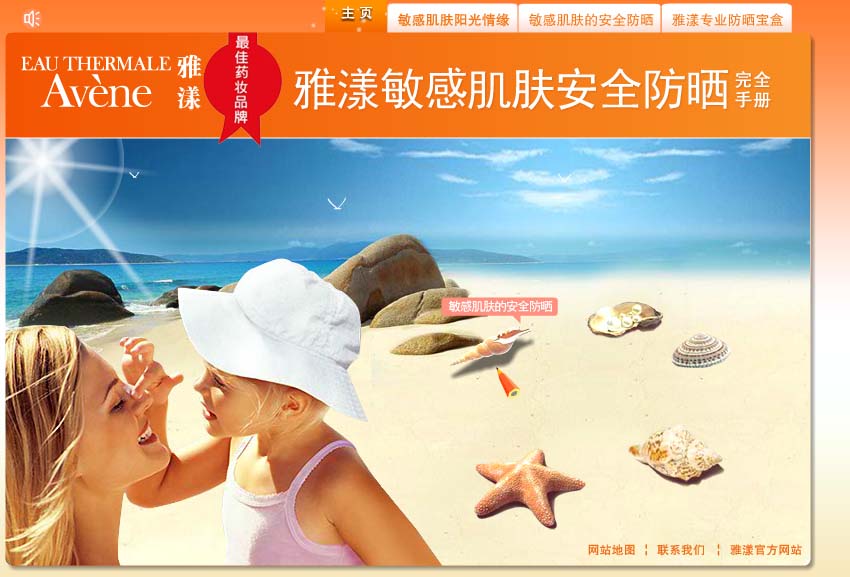 主页
敏感肌肤阳光情缘
敏感肌肤的安全防晒
雅漾专业防晒宝盒
EAU THERMALE
Avène
雅漾
最佳药妆品牌
雅漾敏感肌肤安全防晒
完全
手册
敏感肌肤的安全防晒
网站地图 ¦ 联系我们 ¦ 雅漾官方网站